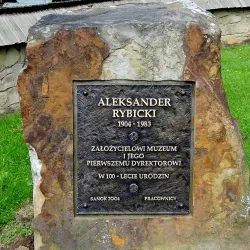 ALEKSANDER
RYBICKI
1904 - 1983
ZAŁOŻYCIELOWI MUZEUM
I JEGO
PIERWSZEMU DYREKTOROWI
W 100 - LECIE URODZIN
SANOK 2004 PRACOWNICY